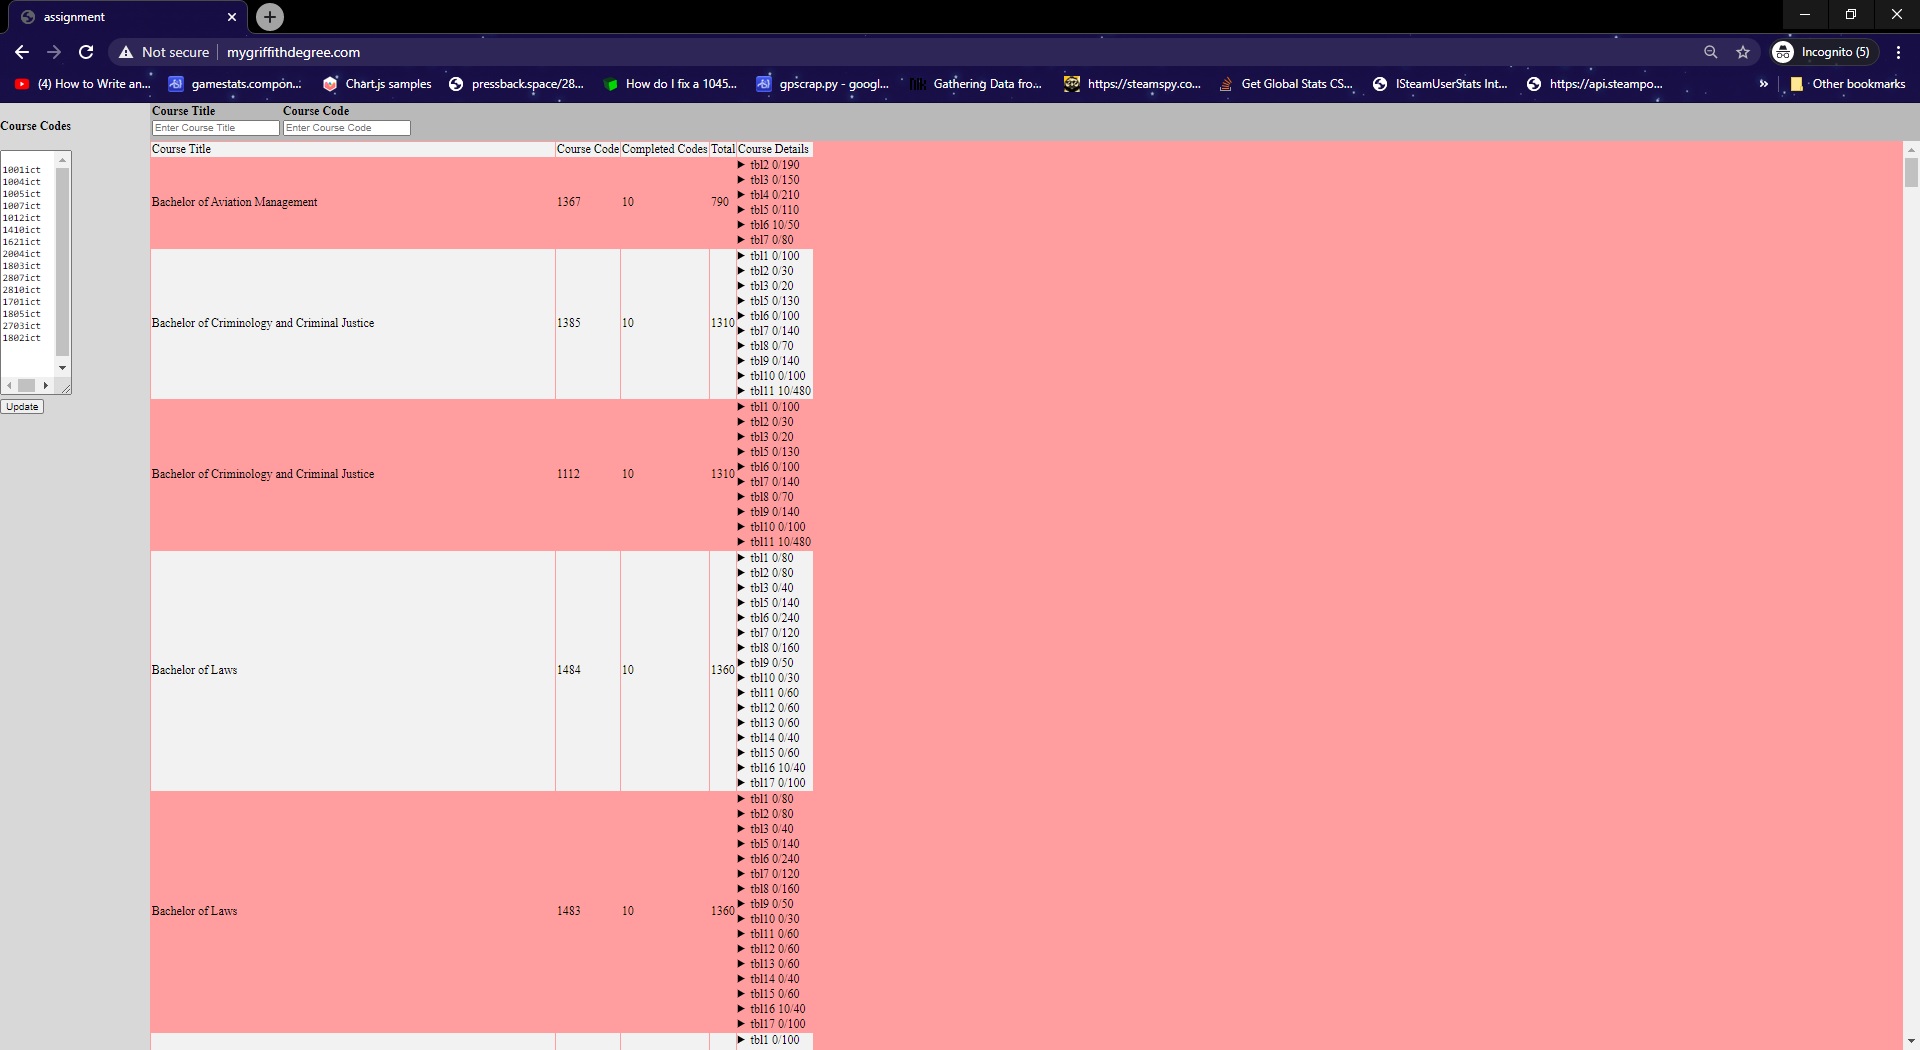 assignment
Not secure mygriffithdegree.com Incognito (5)
(4) How to Write an... gamestats.compon... Chart.js samples pressback.space/28... How do I fix a 1045... gpscrap.py - googl... Gathering Data fro... https://steamspy.co... Get Global Stats CS... ISteamUserStats Int... https://api.steampo... » Other bookmarks
Course Codes
1001ict
1004ict
1005ict
1007ict
1012ict
1410ict
1621ict
2004ict
1803ict
2807ict
2810ict
1701ict
1805ict
2703ict
1802ict
Update
Course Title Course Code
Enter Course Title Enter Course Code
Course Title Course Code Completed Codes Total Course Details
Bachelor of Aviation Management 1367 10 790
tbl2 0/190
tbl3 0/150
tbl4 0/210
tbl5 0/110
tbl6 10/50
tbl7 0/80
Bachelor of Criminology and Criminal Justice 1385 10 1310
tbl1 0/100
tbl2 0/30
tbl3 0/20
tbl5 0/130
tbl6 0/100
tbl7 0/140
tbl8 0/70
tbl9 0/140
tbl10 0/100
tbl11 10/480
Bachelor of Criminology and Criminal Justice 1112 10 1310
tbl1 0/100
tbl2 0/30
tbl3 0/20
tbl5 0/130
tbl6 0/100
tbl7 0/140
tbl8 0/70
tbl9 0/140
tbl10 0/100
tbl11 10/480
Bachelor of Laws 1484 10 1360
tbl1 0/80
tbl2 0/80
tbl3 0/40
tbl5 0/140
tbl6 0/240
tbl7 0/120
tbl8 0/160
tbl9 0/50
tbl10 0/30
tbl11 0/60
tbl12 0/60
tbl13 0/60
tbl14 0/40
tbl15 0/60
tbl16 10/40
tbl17 0/100
Bachelor of Laws 1483 10 1360
tbl1 0/80
tbl2 0/80
tbl3 0/40
tbl5 0/140
tbl6 0/240
tbl7 0/120
tbl8 0/160
tbl9 0/50
tbl10 0/30
tbl11 0/60
tbl12 0/60
tbl13 0/60
tbl14 0/40
tbl15 0/60
tbl16 10/40
tbl17 0/100
tbl1 0/100